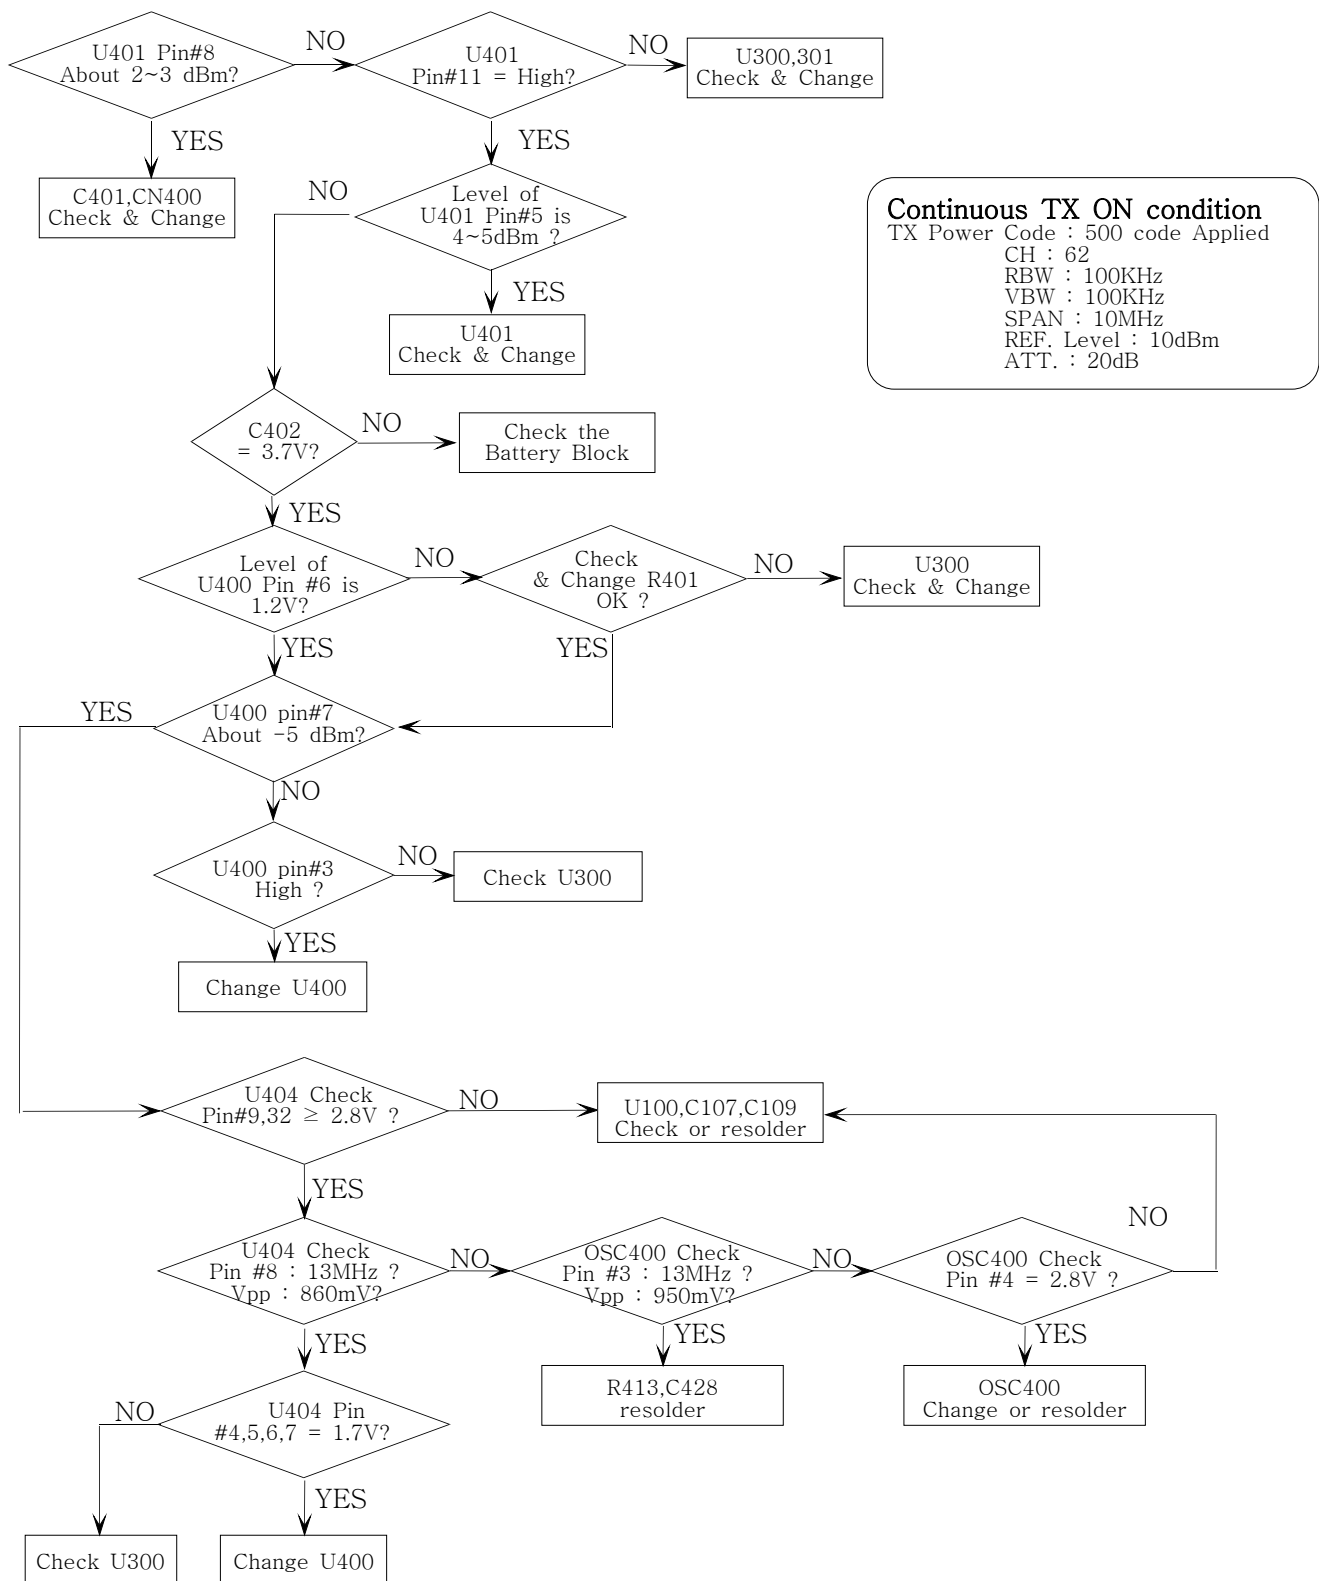 U401 Pin#8
About 2~3 dBm?
NO
U401
Pin#11 = High?
NO
U300,301
Check & Change
YES
C401,CN400
Check & Change
YES
Level of
U401 Pin#5 is
4~5dBm ?
NO
YES
U401
Check & Change
Continuous TX ON condition
TX Power Code : 500 code Applied
CH : 62
RBW : 100KHz
VBW : 100KHz
SPAN : 10MHz
REF. Level : 10dBm
ATT. : 20dB
C402
= 3.7V?
NO
Check the
Battery Block
YES
Level of
U400 Pin #6 is
1.2V?
NO
Check
& Change R401
OK ?
NO
U300
Check & Change
YES
YES
U400 pin#7
About -5 dBm?
YES
NO
U400 pin#3
High ?
NO
Check U300
YES
Change U400
U404 Check
Pin#9,32 ≥ 2.8V ?
NO
U100,C107,C109
Check or resolder
YES
U404 Check
Pin #8 : 13MHz ?
Vpp : 860mV?
NO
OSC400 Check
Pin #3 : 13MHz ?
Vpp : 950mV?
NO
OSC400 Check
Pin #4 = 2.8V ?
NO
YES
R413,C428
resolder
YES
OSC400
Change or resolder
YES
U404 Pin
#4,5,6,7 = 1.7V?
NO
Check U300
YES
Change U400